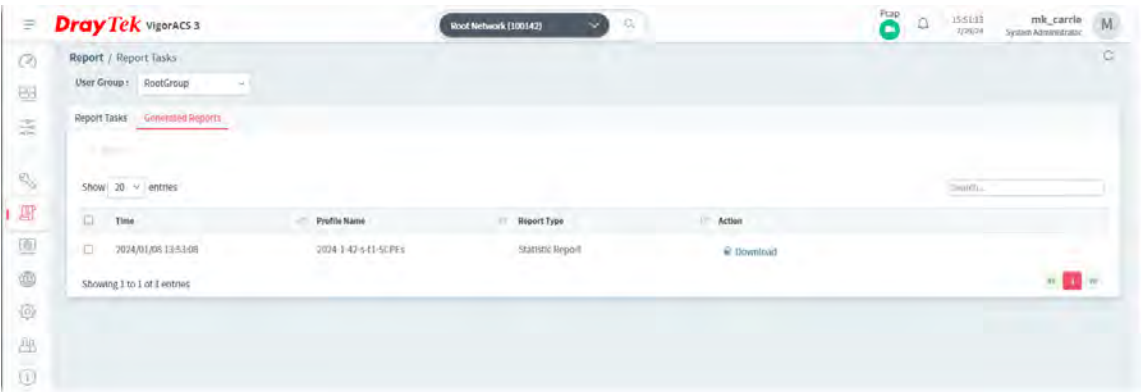 DrayTek VigorACS 3
Root Network (100142)
Pcap
15:51:33
mk_carrie
System Administrator
M
Report / Report Tasks
User Group : RootGroup
Report Tasks Generated Reports
Show 20 entries
Search...
Time Profile Name Report Type Action
2024/01/08 13:53:08 Statistic Report Download
Showing 1 to 1 of 1 entries
1